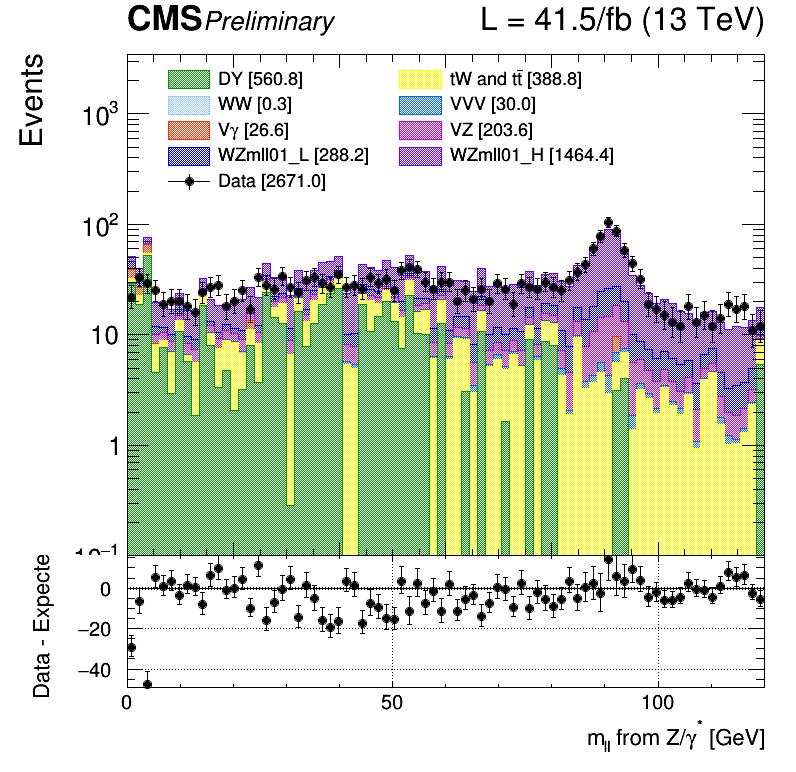 CMS Preliminary L = 41.5/fb (13 TeV)
Events
DY [560.8] tW and tt̄ [388.8]
WW [0.3] VVV [30.0]
Vγ [26.6] VZ [203.6]
WZmll01_L [288.2] WZmll01_H [1464.4]
Data [2671.0]
10³
10²
10
1
10⁻¹
Data - Expecte
0
−20
−40
0 50 100
m_ll from Z/γ* [GeV]